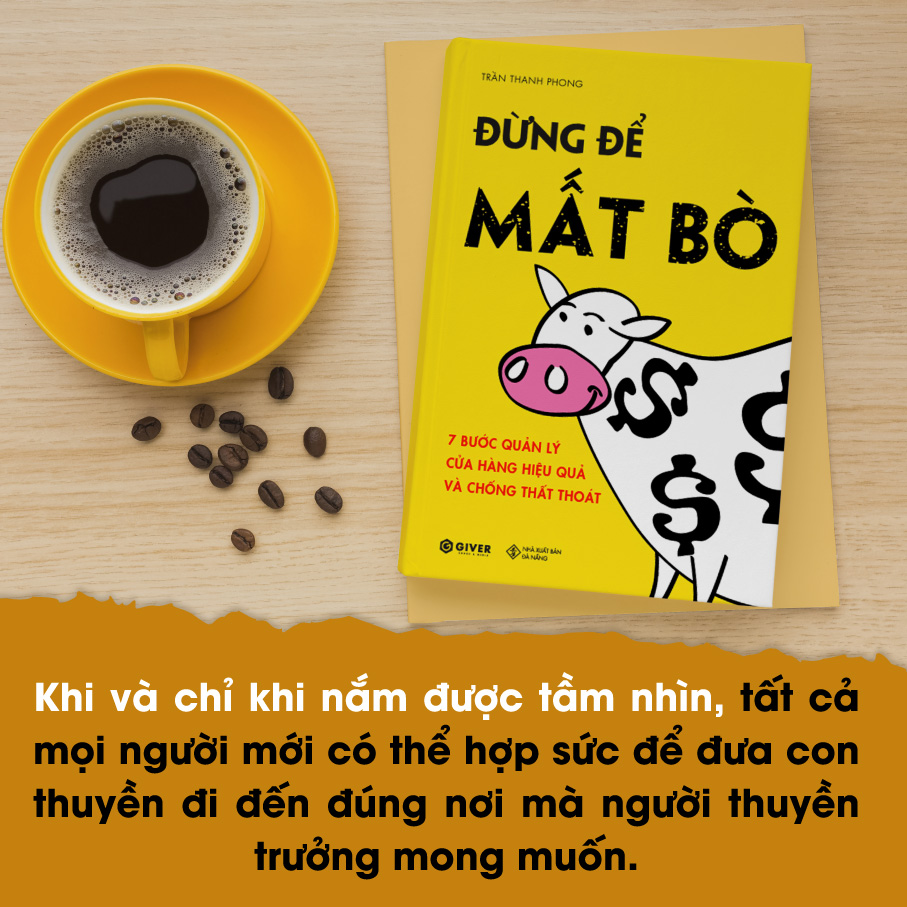 TRẦN THANH PHONG
ĐỪNG ĐỂ
MẤT BÒ
7 BƯỚC QUẢN LÝ
CỬA HÀNG HIỆU QUẢ
VÀ CHỐNG THẤT THOÁT
GIVER
BOOKS & MEDIA
NHÀ XUẤT BẢN
ĐÀ NẴNG
Khi và chỉ khi nắm được tầm nhìn, tất cả
mọi người mới có thể hợp sức để đưa con
thuyền đi đến đúng nơi mà người thuyền
trưởng mong muốn.